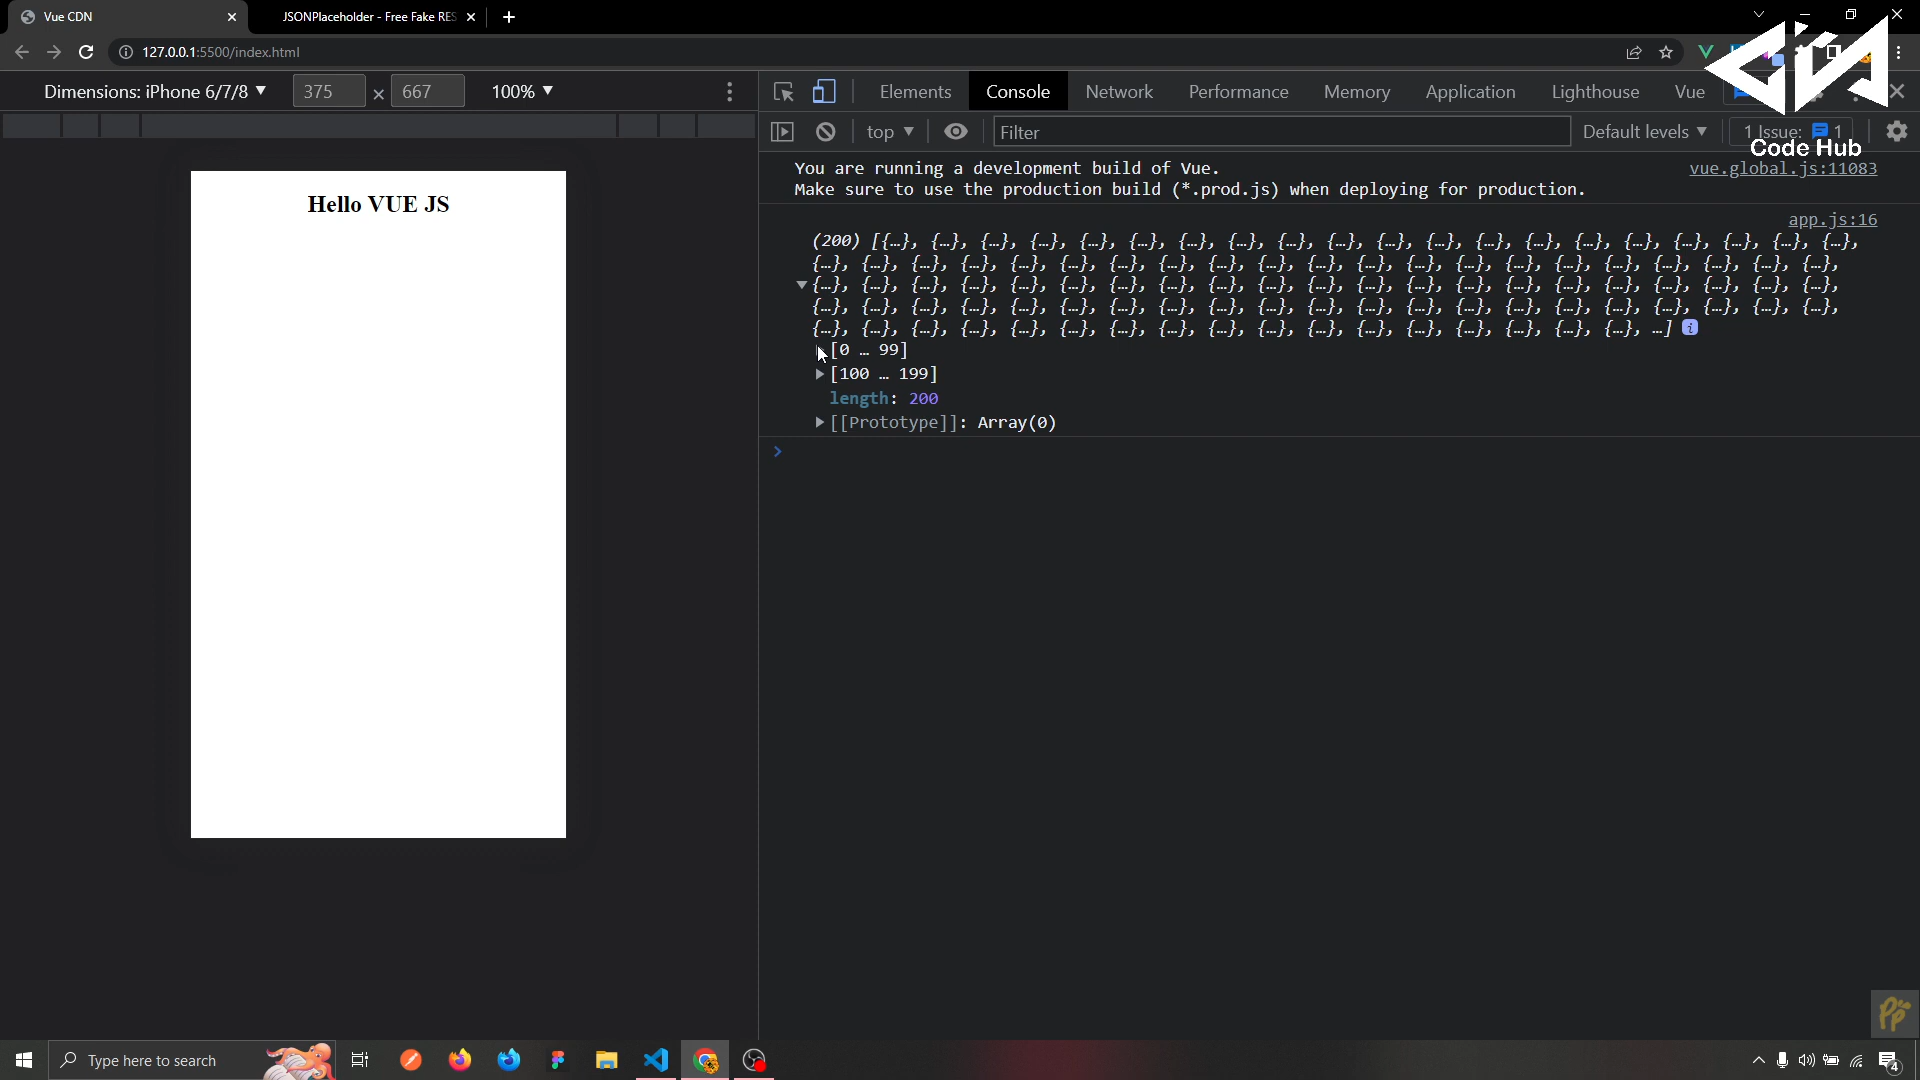 Vue CDN
JSONPlaceholder - Free Fake RES
127.0.0.1:5500/index.html
Dimensions: iPhone 6/7/8 ▼ 375 × 667 100% ▼
Elements Console Network Performance Memory Application Lighthouse Vue
top ▼ Filter Default levels ▼ 1 Issue: 1
Code Hub
You are running a development build of Vue. vue.global.js:11083
Make sure to use the production build (*.prod.js) when deploying for production.
app.js:16
(200) [{…}, {…}, {…}, {…}, {…}, {…}, {…}, {…}, {…}, {…}, {…}, {…}, {…}, {…}, {…}, {…}, {…}, {…}, {…}, {…},
{…}, {…}, {…}, {…}, {…}, {…}, {…}, {…}, {…}, {…}, {…}, {…}, {…}, {…}, {…}, {…}, {…}, {…}, {…}, {…}, {…},
{…}, {…}, {…}, {…}, {…}, {…}, {…}, {…}, {…}, {…}, {…}, {…}, {…}, {…}, {…}, {…}, {…}, {…}, {…}, {…}, {…},
{…}, {…}, {…}, {…}, {…}, {…}, {…}, {…}, {…}, {…}, {…}, {…}, {…}, {…}, {…}, {…}, {…}, {…}, {…}, {…}, {…},
{…}, {…}, {…}, {…}, {…}, {…}, {…}, {…}, {…}, {…}, {…}, {…}, {…}, {…}, {…}, {…}, {…}, …] i
[0 … 99]
▶ [100 … 199]
length: 200
▶ [[Prototype]]: Array(0)
Hello VUE JS
Type here to search
4